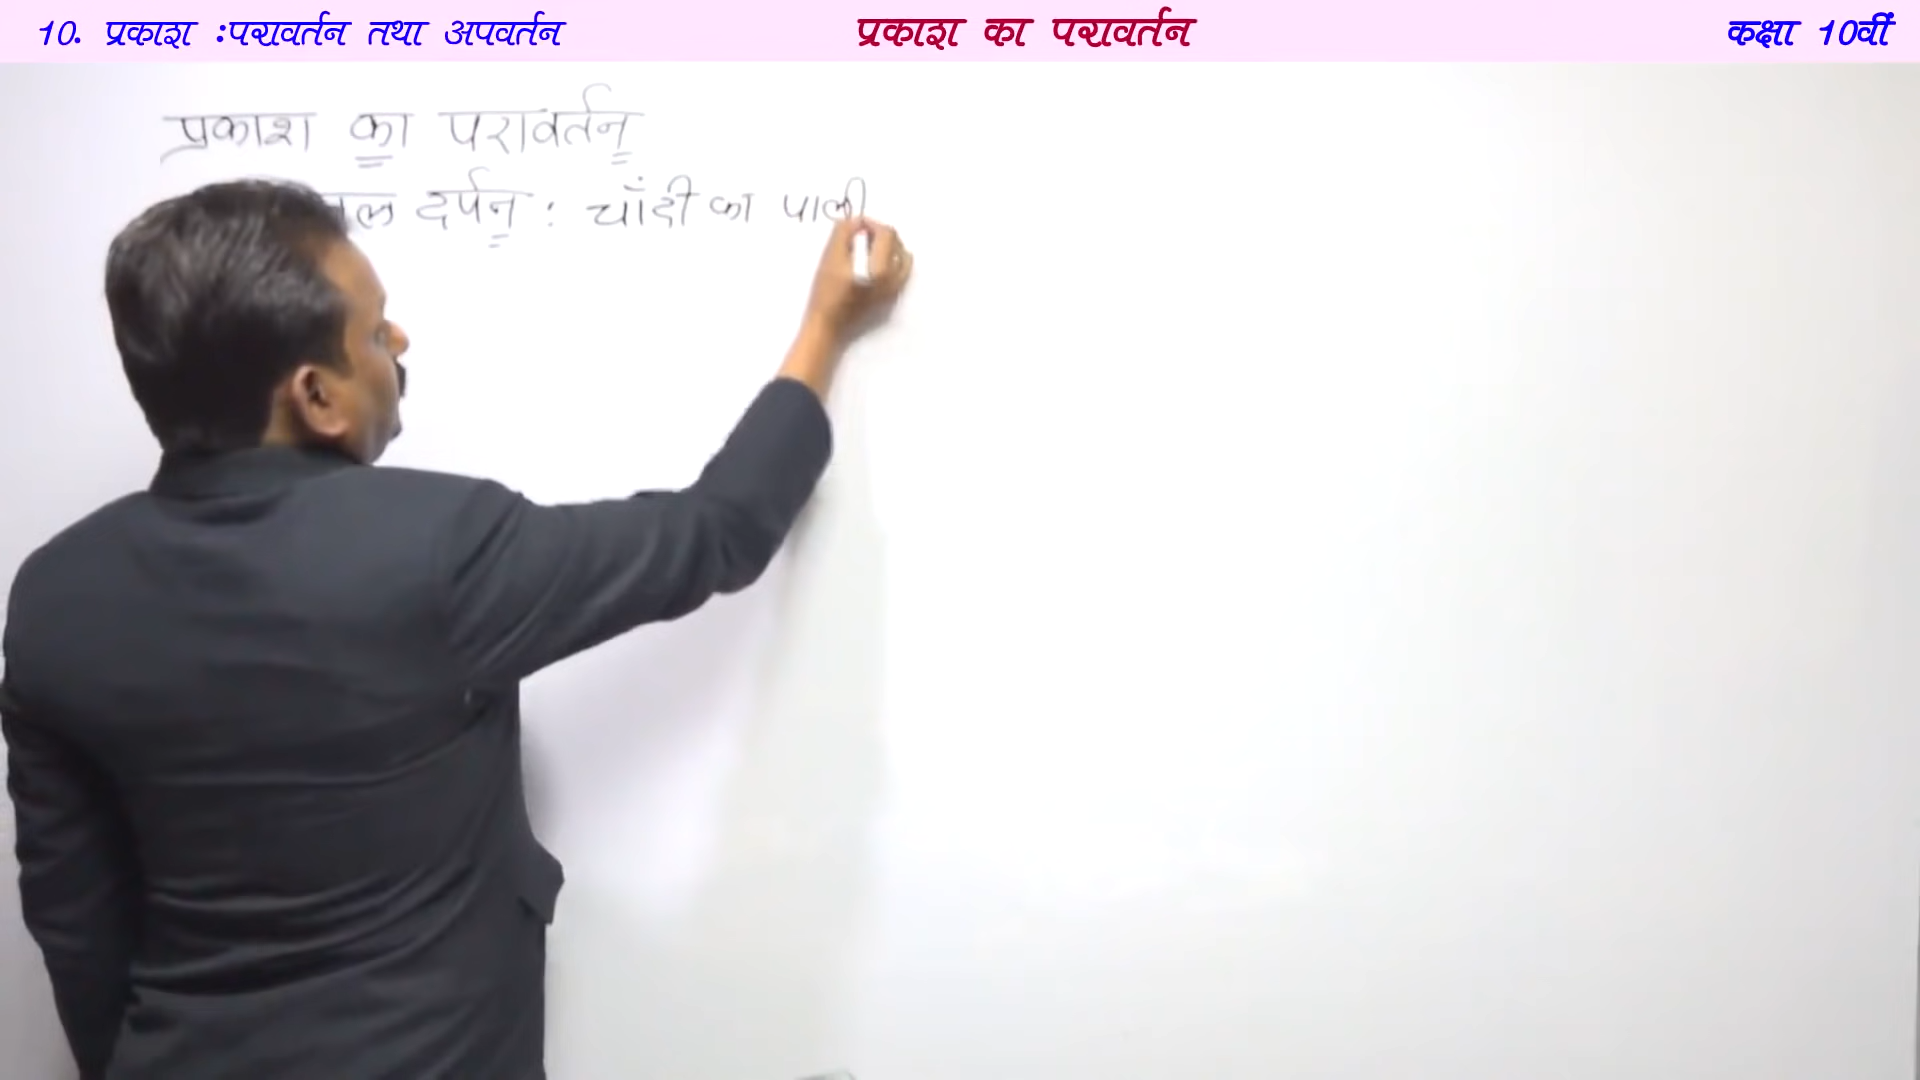 10. प्रकाश :परावर्तन तथा अपवर्तन
प्रकाश का परावर्तन
कक्षा 10वीं
प्रकाश का परावर्तन
दर्पन : चाँदी का